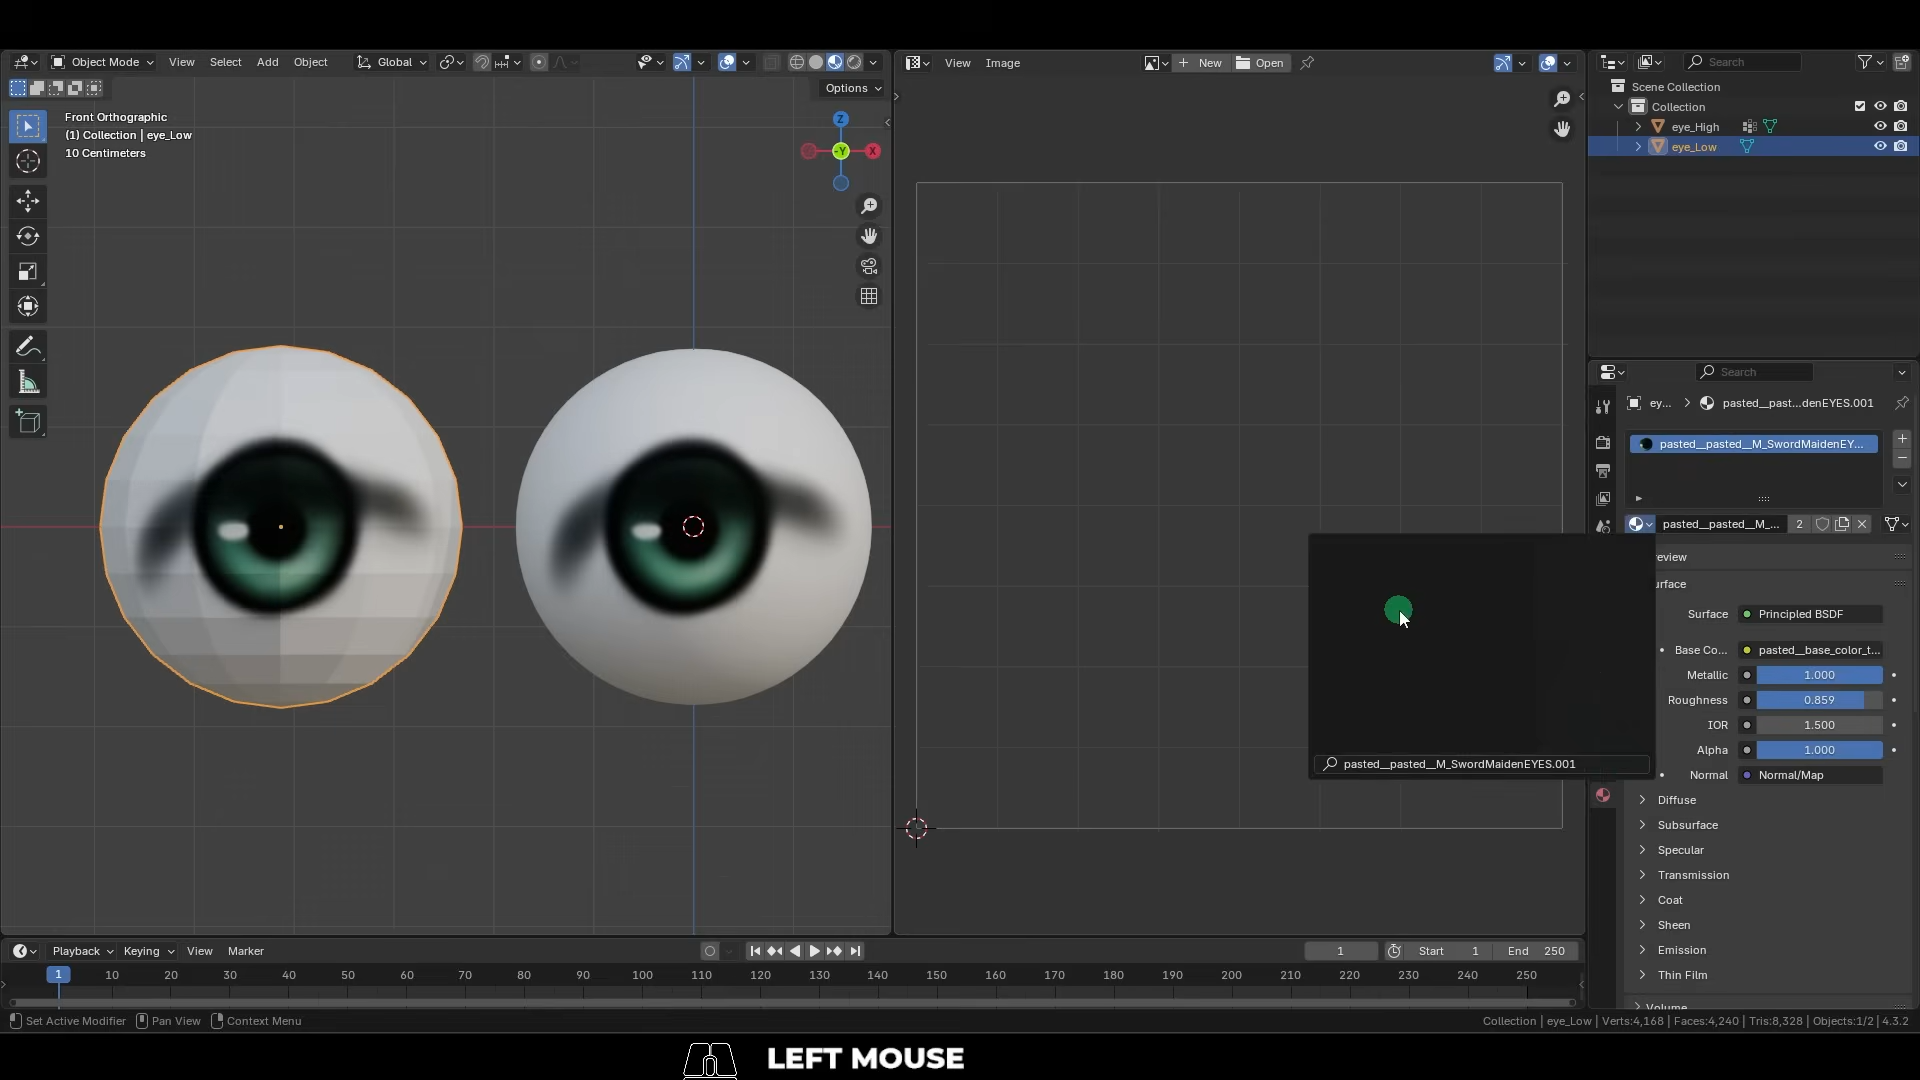 Object Mode
View
Select
Add
Object
Global
View
Image
New
Open
Search
Options
Front Orthographic
(1) Collection | eye_Low
10 Centimeters
Z
-Y
X
Scene Collection
Collection
eye_High
eye_Low
Search
ey...
pasted__past...denEYES.001
pasted__pasted__M_SwordMaidenEY...
pasted__pasted__M_...
2
eview
urface
Surface
Principled BSDF
Base Co...
pasted__base_color_t...
Metallic
1.000
Roughness
0.859
IOR
1.500
Alpha
1.000
Normal
Normal/Map
pasted__pasted__M_SwordMaidenEYES.001
Diffuse
Subsurface
Specular
Transmission
Coat
Sheen
Emission
Thin Film
Volume
Playback
Keying
View
Marker
1
Start 1
End 250
1 10 20 30 40 50 60 70 80 90 100 110 120 130 140 150 160 170 180 190 200 210 220 230 240 250
Set Active Modifier
Pan View
Context Menu
Collection | eye_Low | Verts:4,168 | Faces:4,240 | Tris:8,328 | Objects:1/2 | 4.3.2
LEFT MOUSE